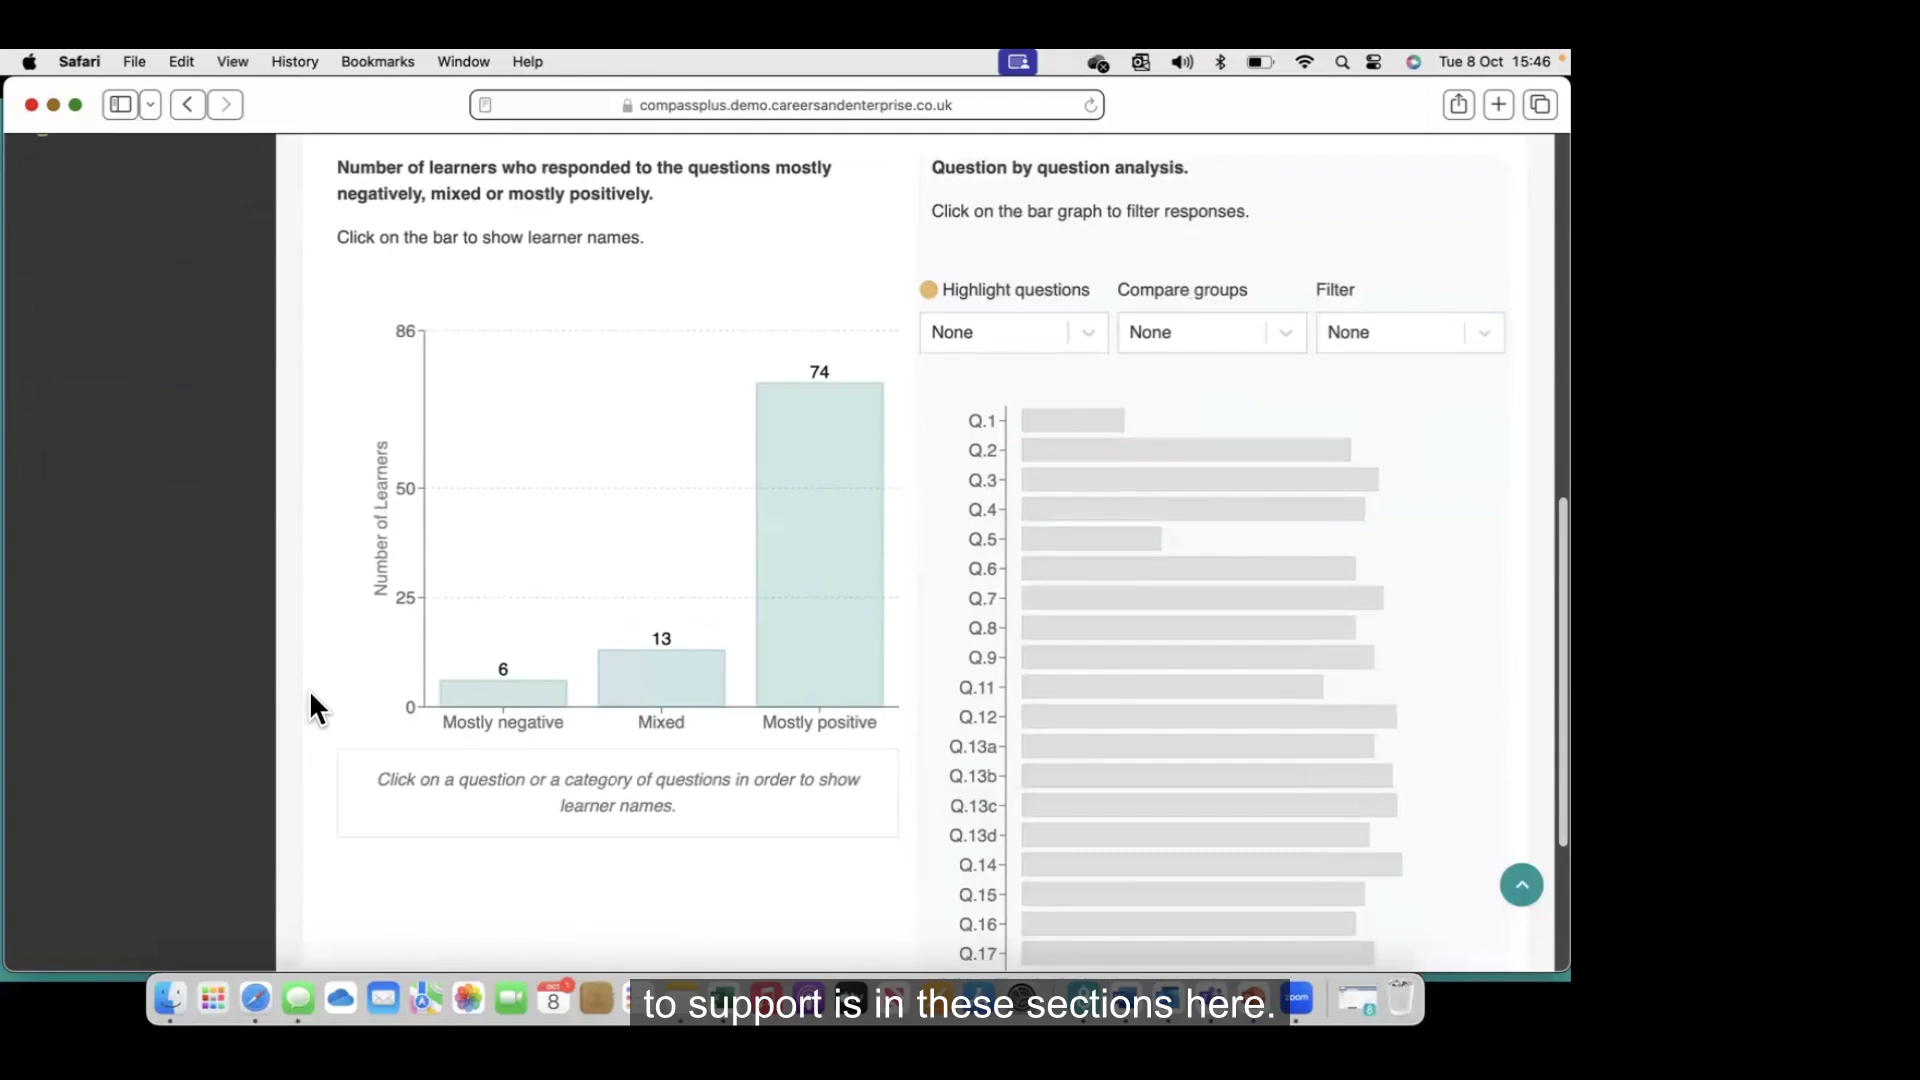 Safari File Edit View History Bookmarks Window Help Tue 8 Oct 15:46
compassplus.demo.careersandenterprise.co.uk
Number of learners who responded to the questions mostly
negatively, mixed or mostly positively.
Click on the bar to show learner names.
86
50
25
0
Number of Learners
6
13
74
Mostly negative Mixed Mostly positive
Click on a question or a category of questions in order to show
learner names.
Question by question analysis.
Click on the bar graph to filter responses.
Highlight questions Compare groups Filter
None None None
Q.1
Q.2
Q.3
Q.4
Q.5
Q.6
Q.7
Q.8
Q.9
Q.11
Q.12
Q.13a
Q.13b
Q.13c
Q.13d
Q.14
Q.15
Q.16
Q.17
OCT
8
zoom
to support is in these sections here.